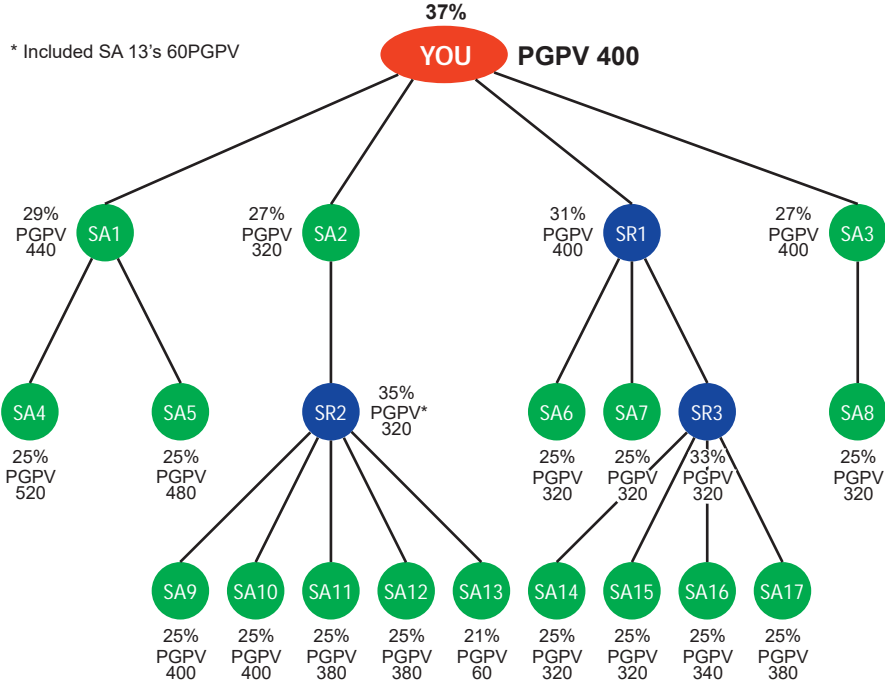 37%
* Included SA 13's 60PGPV
YOU
PGPV 400
29%
PGPV
440
SA1
27%
PGPV
320
SA2
31%
PGPV
400
SR1
27%
PGPV
400
SA3
SA4
25%
PGPV
520
SA5
25%
PGPV
480
SR2
35%
PGPV*
320
SA6
25%
PGPV
320
SA7
25%
PGPV
320
SR3
33%
PGPV
320
SA8
25%
PGPV
320
SA9
25%
PGPV
400
SA10
25%
PGPV
400
SA11
25%
PGPV
380
SA12
25%
PGPV
380
SA13
21%
PGPV
60
SA14
25%
PGPV
320
SA15
25%
PGPV
320
SA16
25%
PGPV
340
SA17
25%
PGPV
380